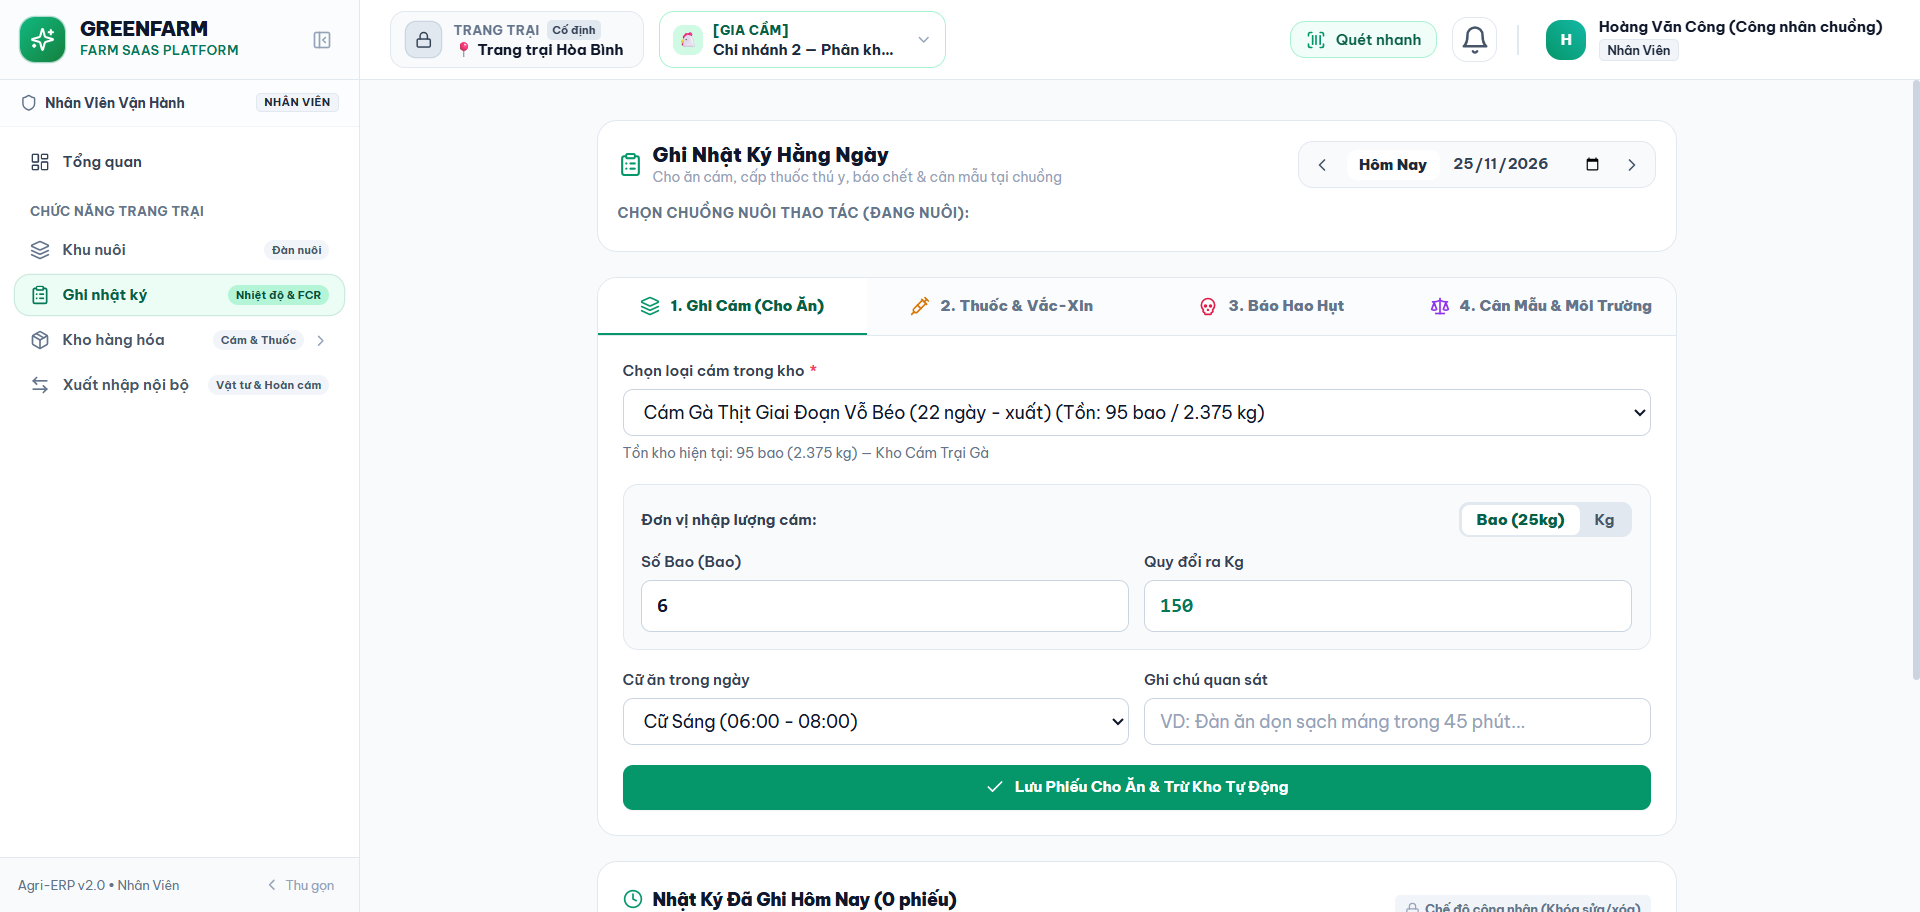 GREENFARM
FARM SAAS PLATFORM
Nhân Viên Vận Hành
NHÂN VIÊN
Tổng quan
CHỨC NĂNG TRANG TRẠI
Khu nuôi
Đàn nuôi
Ghi nhật ký
Nhiệt độ & FCR
Kho hàng hóa
Cám & Thuốc
Xuất nhập nội bộ
Vật tư & Hoàn cám
Agri-ERP v2.0 • Nhân Viên
Thu gọn
TRANG TRẠI
Cố định
Trang trại Hòa Bình
[GIA CẦM]
Chi nhánh 2 — Phân kh...
Quét nhanh
H
Hoàng Văn Công (Công nhân chuồng)
Nhân Viên
Ghi Nhật Ký Hằng Ngày
Cho ăn cám, cấp thuốc thú y, báo chết & cân mẫu tại chuồng
Hôm Nay
25/11/2026
CHỌN CHUỒNG NUÔI THAO TÁC (ĐANG NUÔI):
1. Ghi Cám (Cho Ăn)
2. Thuốc & Vắc-Xin
3. Báo Hao Hụt
4. Cân Mẫu & Môi Trường
Chọn loại cám trong kho *
Cám Gà Thịt Giai Đoạn Vỗ Béo (22 ngày - xuất) (Tồn: 95 bao / 2.375 kg)
Tồn kho hiện tại: 95 bao (2.375 kg) — Kho Cám Trại Gà
Đơn vị nhập lượng cám:
Bao (25kg)
Kg
Số Bao (Bao)
Quy đổi ra Kg
6
150
Cữ ăn trong ngày
Ghi chú quan sát
Cữ Sáng (06:00 - 08:00)
VD: Đàn ăn dọn sạch máng trong 45 phút...
Lưu Phiếu Cho Ăn & Trừ Kho Tự Động
Nhật Ký Đã Ghi Hôm Nay (0 phiếu)
Chế độ công nhân (Khóa sửa/xóa)